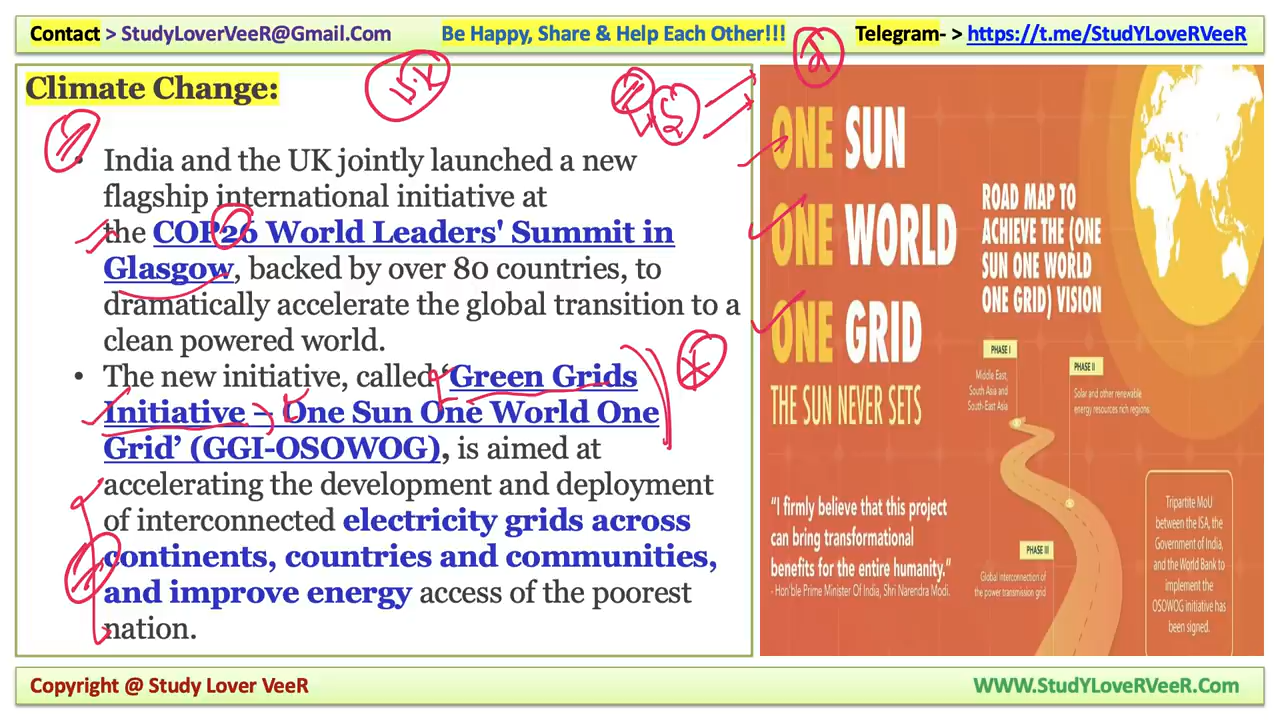 Contact > StudyLoverVeeR@Gmail.Com
Be Happy, Share & Help Each Other!!!
Telegram- > https://t.me/StudYLoveRVeeR
Climate Change:
• India and the UK jointly launched a new
flagship international initiative at
the COP26 World Leaders' Summit in
Glasgow, backed by over 80 countries, to
dramatically accelerate the global transition to a
clean powered world.
• The new initiative, called 'Green Grids
Initiative – One Sun One World One
Grid' (GGI-OSOWOG), is aimed at
accelerating the development and deployment
of interconnected electricity grids across
continents, countries and communities,
and improve energy access of the poorest
nation.
ONE SUN
ONE WORLD
ONE GRID
THE SUN NEVER SETS
ROAD MAP TO
ACHIEVE THE (ONE
SUN ONE WORLD
ONE GRID) VISION
PHASE I
Middle East,
South Asia and
South-East Asia
PHASE II
Solar and other renewable
energy resources rich regions
"I firmly believe that this project
can bring transformational
benefits for the entire humanity."
- Hon'ble Prime Minister Of India, Shri Narendra Modi.
PHASE III
Global interconnection of
the power transmission grid
Tripartite MoU
between the ISA, the
Government of India,
and the World Bank to
implement the
OSOWOG initiative has
been signed.
Copyright @ Study Lover VeeR
WWW.StudYLoveRVeeR.Com